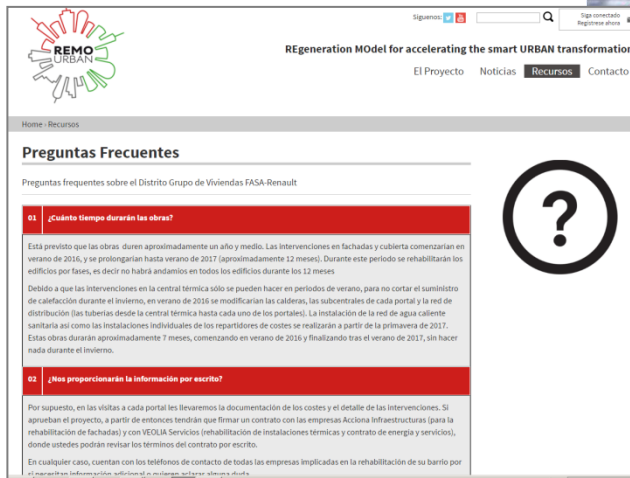 Síguenos:
Siga conectado
Regístrese ahora
REMO
URBAN
REgeneration MOdel for accelerating the smart URBAN transformation
El Proyecto Noticias Recursos Contacto
Home › Recursos
Preguntas Frecuentes
Preguntas frequentes sobre el Distrito Grupo de Viviendas FASA-Renault
01 ¿Cuánto tiempo durarán las obras?
Está previsto que las obras duren aproximadamente un año y medio. Las intervenciones en fachadas y cubierta comenzarían en
verano de 2016, y se prolongarían hasta verano de 2017 (aproximadamente 12 meses). Durante este periodo se rehabilitarán los
edificios por fases, es decir no habrá andamios en todos los edificios durante los 12 meses
Debido a que las intervenciones en la central térmica sólo se pueden hacer en periodos de verano, para no cortar el suministro
de calefacción durante el invierno, en verano de 2016 se modificarían las calderas, las subcentrales de cada portal y la red de
distribución (las tuberías desde la central térmica hasta cada uno de los portales). La instalación de la red de agua caliente
sanitaria así como las instalaciones individuales de los repartidores de costes se realizarán a partir de la primavera de 2017.
Estas obras durarán aproximadamente 7 meses, comenzando en verano de 2016 y finalizando tras el verano de 2017, sin hacer
nada durante el invierno.
02 ¿Nos proporcionarán la información por escrito?
Por supuesto, en las visitas a cada portal les llevaremos la documentación de los costes y el detalle de las intervenciones. Si
aprueban el proyecto, a partir de entonces tendrán que firmar un contrato con las empresas Acciona Infraestructuras (para la
rehabilitación de fachadas) y con VEOLIA Servicios (rehabilitación de instalaciones térmicas y contrato de energía y servicios),
donde ustedes podrán revisar los términos del contrato por escrito.
En cualquier caso, cuentan con los teléfonos de contacto de todas las empresas implicadas en la rehabilitación de su barrio por
si necesitan información adicional o quieren aclarar alguna duda
?